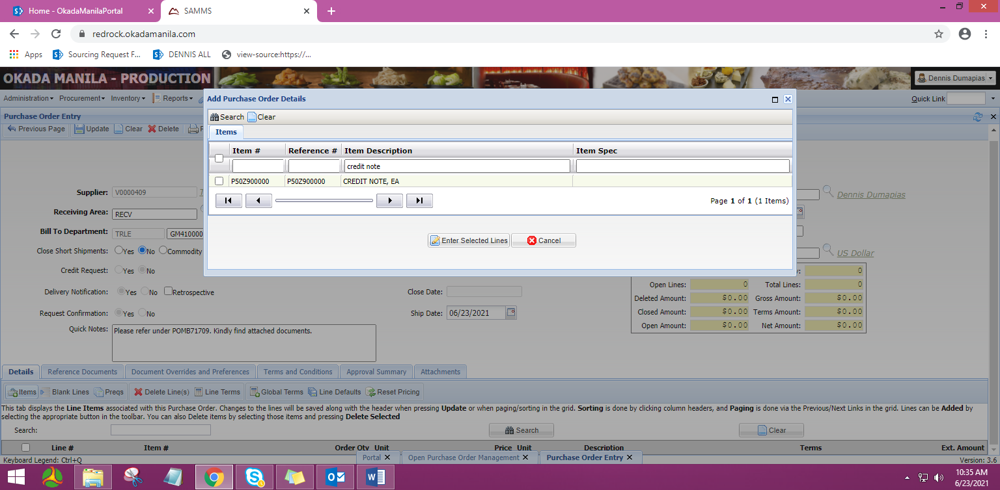 Home - OkadaManilaPortal
SAMMS
redrock.okadamanila.com
Apps
Sourcing Request F...
DENNIS ALL
view-source:https://...
OKADA MANILA - PRODUCTION
Dennis Dumapias
Administration
Procurement
Inventory
Reports
Quick Link
Add Purchase Order Details
Purchase Order Entry
Previous Page
Update
Clear
Delete
Search
Clear
Items
Item #
Reference #
Item Description
Item Spec
credit note
P50Z900000
P50Z900000
CREDIT NOTE, EA
Page 1 of 1 (1 Items)
Enter Selected Lines
Cancel
Supplier:
V0000409
Dennis Dumapias
Receiving Area:
RECV
Bill To Department:
TRLE
GM410000
Close Short Shipments:
Yes
No
Commodity
US Dollar
Credit Request:
Yes
No
Delivery Notification:
Yes
No
Retrospective
Close Date:
Request Confirmation:
Yes
No
Ship Date:
06/23/2021
Quick Notes:
Please refer under POMB71709. Kindly find attached documents.
0
Open Lines:
0
Total Lines:
0
Deleted Amount:
$0.00
Gross Amount:
$0.00
Closed Amount:
$0.00
Terms Amount:
$0.00
Open Amount:
$0.00
Net Amount:
$0.00
Details
Reference Documents
Document Overrides and Preferences
Terms and Conditions
Approval Summary
Attachments
Items
Blank Lines
Preqs
Delete Line(s)
Line Terms
Global Terms
Line Defaults
Reset Pricing
This tab displays the Line Items associated with this Purchase Order. Changes to the lines will be saved along with the header when pressing Update or when paging/sorting in the grid. Sorting is done by clicking column headers, and Paging is done via the Previous/Next Links in the grid. Lines can be Added by
selecting the appropriate button in the toolbar. You can also Delete items by selecting those items and pressing Delete Selected
Search:
Search
Clear
Line #
Item #
Order Qty
Unit
Price
Unit
Description
Terms
Ext. Amount
Keyboard Legend: Ctrl+Q
Portal
Open Purchase Order Management
Purchase Order Entry
Version: 3.6
10:35 AM
6/23/2021